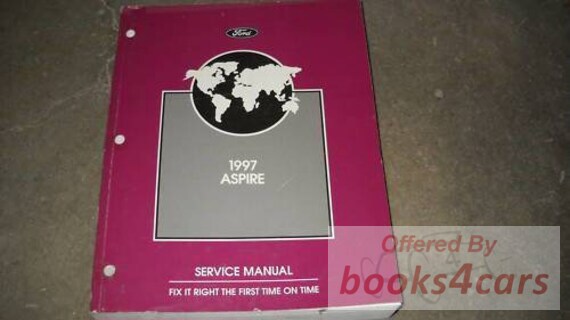 Ford
1997
ASPIRE
SERVICE MANUAL
FIX IT RIGHT THE FIRST TIME ON TIME
Offered By
books4cars